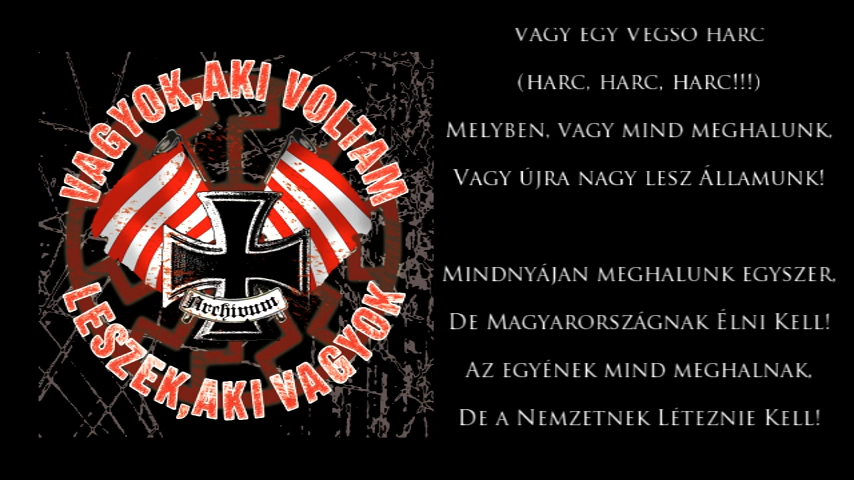 VAGYOK, AKI VOLTAM
Archivum
LESZEK, AKI VAGYOK
VAGY EGY VÉGSŐ HARC
(HARC, HARC, HARC!!!)
MELYBEN, VAGY MIND MEGHALUNK,
VAGY ÚJRA NAGY LESZ ÁLLAMUNK!
MINDNYÁJAN MEGHALUNK EGYSZER,
DE MAGYARORSZÁGNAK ÉLNI KELL!
AZ EGYÉNEK MIND MEGHALNAK,
DE A NEMZETNEK LÉTEZNIE KELL!